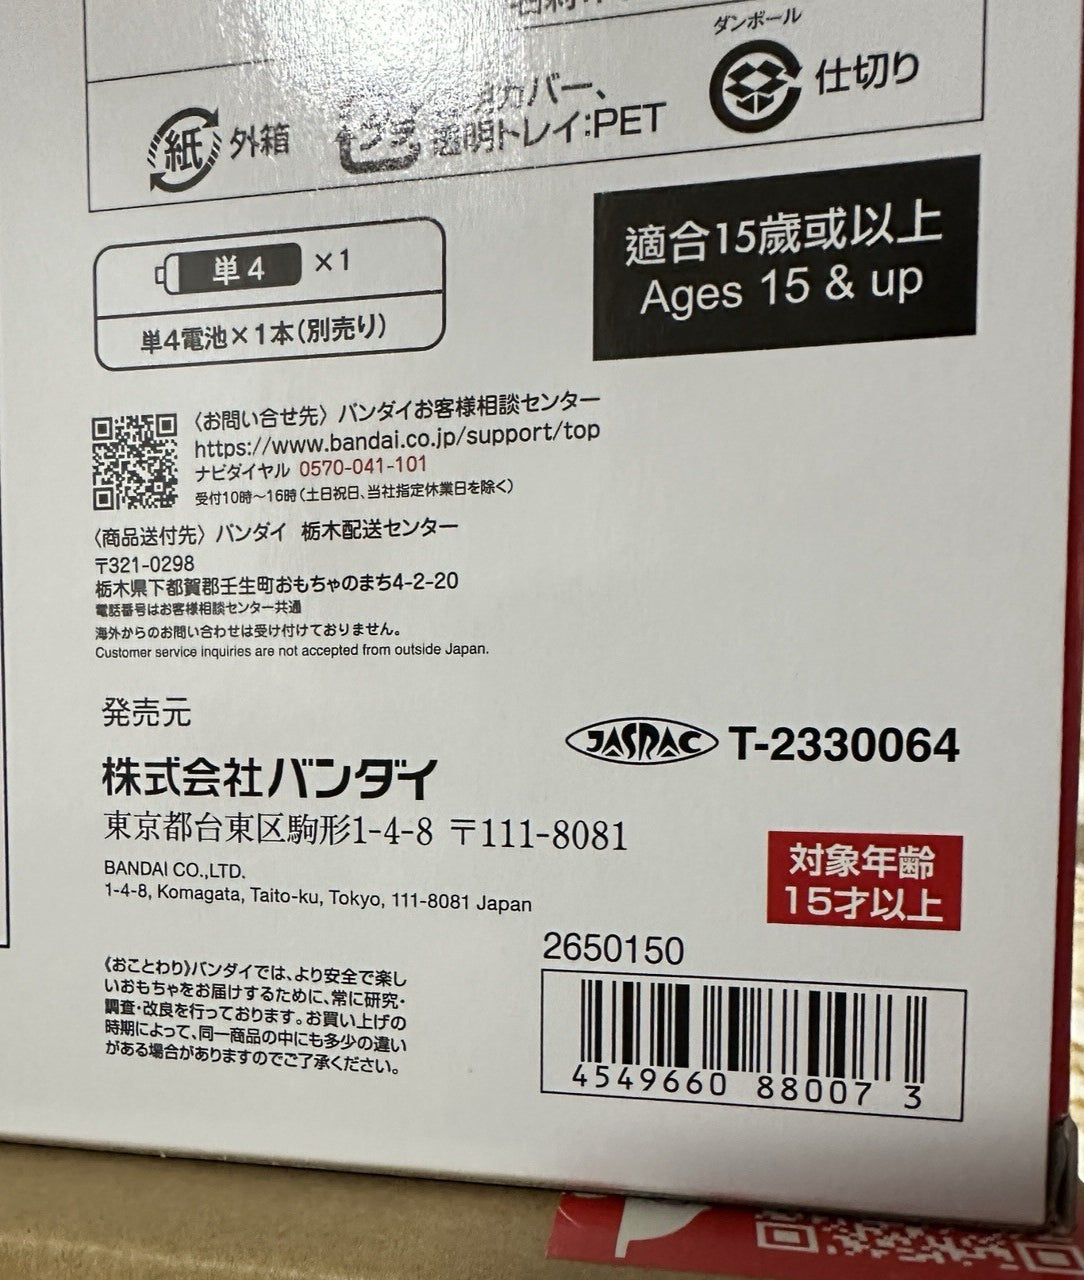 ダンボール
紙 外箱
カバー、
透明トレイ:PET
仕切り
適合15歲或以上
Ages 15 & up
単4 ×1
単4電池×1本(別売り)
〈お問い合せ先〉バンダイお客様相談センター
https://www.bandai.co.jp/support/top
ナビダイヤル 0570-041-101
受付10時~16時(土日祝日、当社指定休業日を除く)
〈商品送付先〉バンダイ 栃木配送センター
〒321-0298
栃木県下都賀郡壬生町おもちゃのまち4-2-20
電話番号はお客様相談センター共通
海外からのお問い合わせは受け付けておりません。
Customer service inquiries are not accepted from outside Japan.
発売元
株式会社バンダイ
東京都台東区駒形1-4-8 〒111-8081
BANDAI CO.,LTD.
1-4-8, Komagata, Taito-ku, Tokyo, 111-8081 Japan
JASRAC T-2330064
対象年齢
15才以上
《おことわり》バンダイでは、より安全で楽し
いおもちゃをお届けするために、常に研究・
調査・改良を行っております。お買い上げの
時期によって、同一商品の中にも多少の違い
がある場合がありますのでご了承ください。
2650150
4549660 88007 3